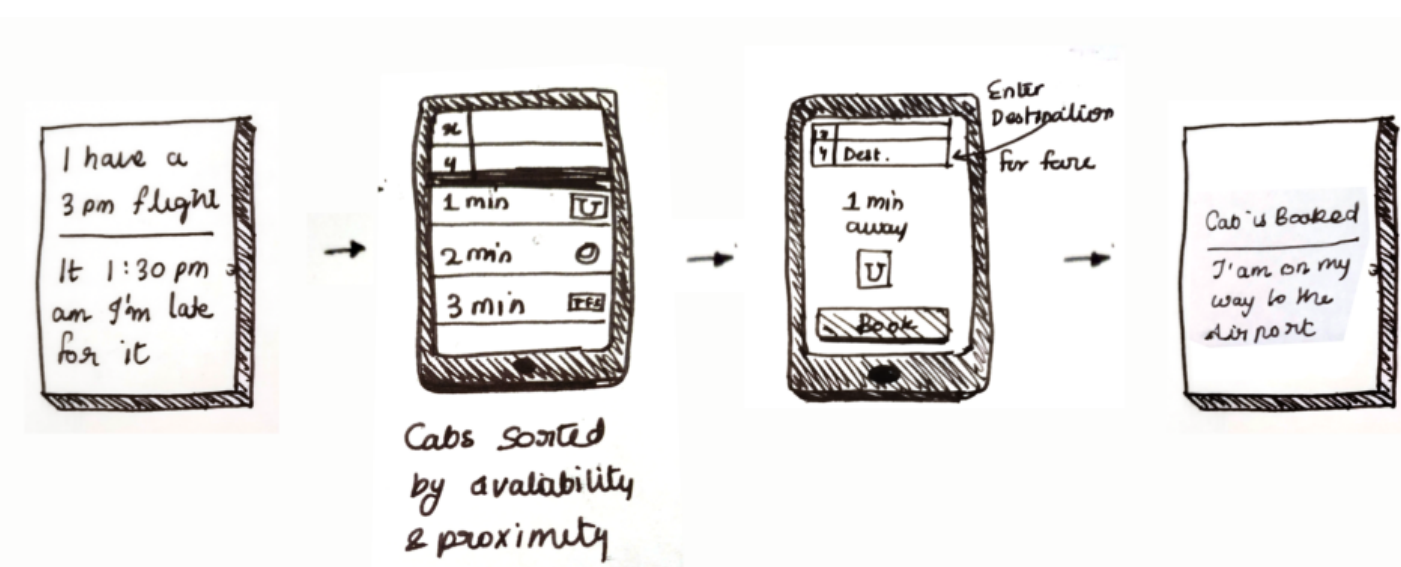 I have a
3 pm flight
It 1:30 pm
am I'm late
for it
x
y
1 min U
2 min
3 min TFS
Cabs sorted
by avalability
& proximity
Enter
Destination
for fare
x
y Dest.
1 min
away
U
Book
Cab is Booked
I'am on my
way to the
Airport